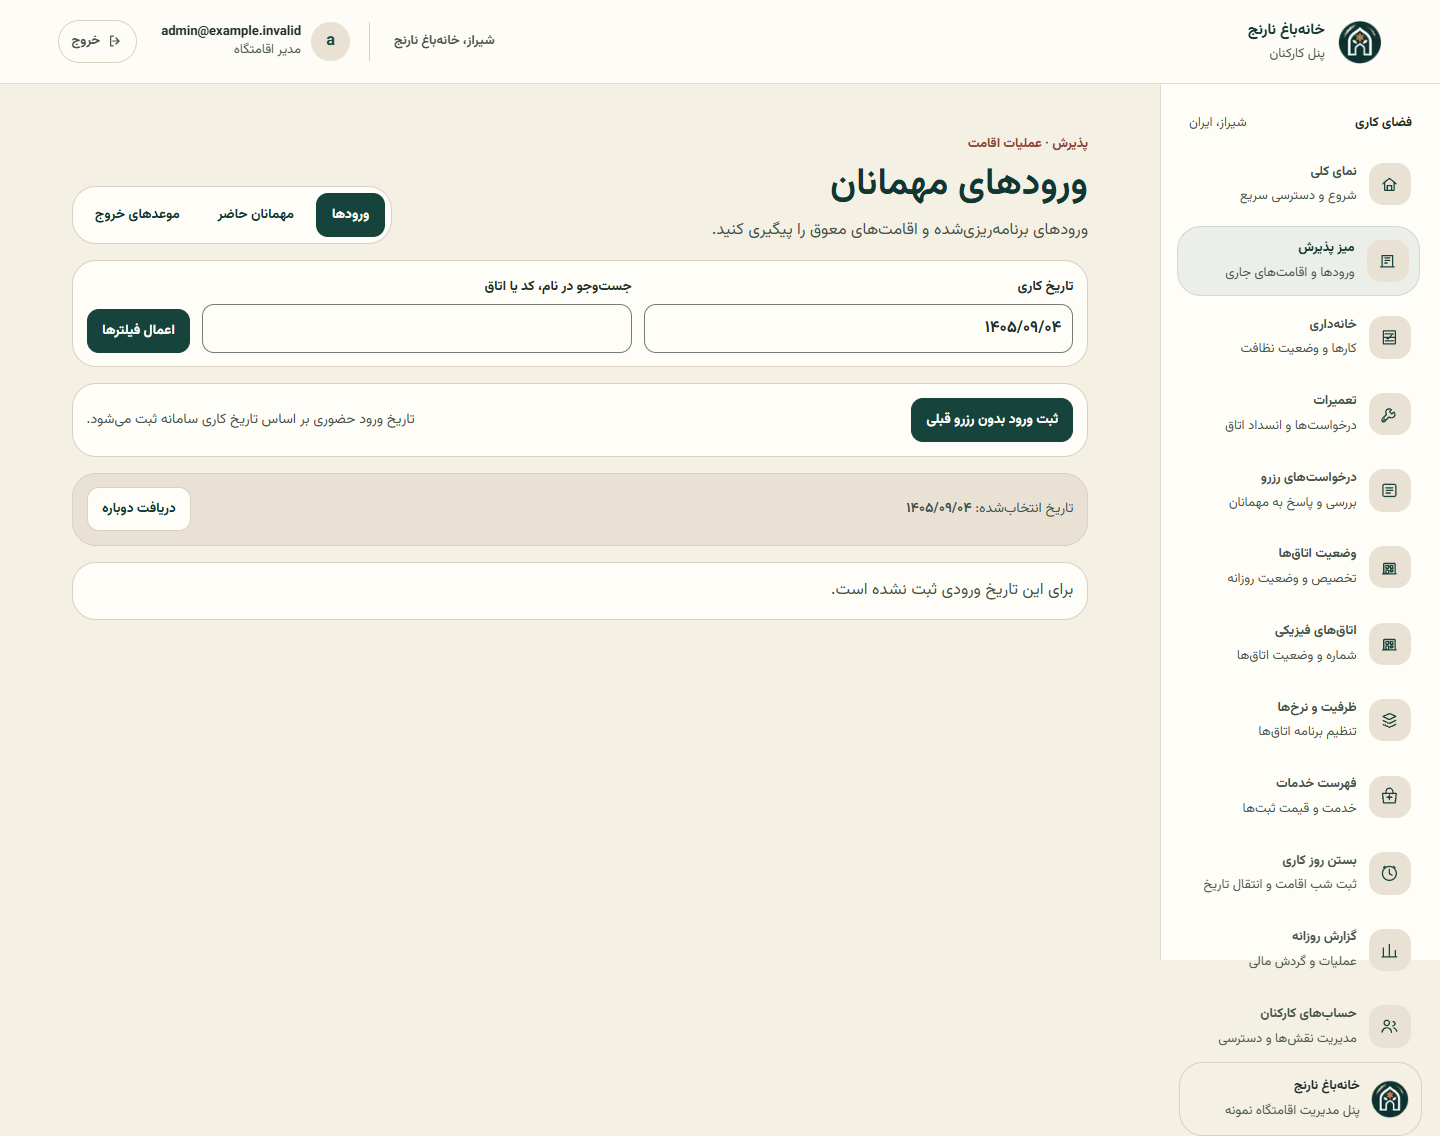 خانه‌باغ نارنج
پنل کارکنان
شیراز، خانه‌باغ نارنج
a
admin@example.invalid
مدیر اقامتگاه
خروج
فضای کاری
شیراز، ایران
نمای کلی
شروع و دسترسی سریع
میز پذیرش
ورودها و اقامت‌های جاری
خانه‌داری
کارها و وضعیت نظافت
تعمیرات
درخواست‌ها و انسداد اتاق
درخواست‌های رزرو
بررسی و پاسخ به مهمانان
وضعیت اتاق‌ها
تخصیص و وضعیت روزانه
اتاق‌های فیزیکی
شماره و وضعیت اتاق‌ها
ظرفیت و نرخ‌ها
تنظیم برنامه اتاق‌ها
فهرست خدمات
خدمت و قیمت ثبت‌ها
بستن روز کاری
ثبت شب اقامت و انتقال تاریخ
گزارش روزانه
عملیات و گردش مالی
حساب‌های کارکنان
مدیریت نقش‌ها و دسترسی
خانه‌باغ نارنج
پنل مدیریت اقامتگاه نمونه
پذیرش · عملیات اقامت
ورودهای مهمانان
ورودهای برنامه‌ریزی‌شده و اقامت‌های معوق را پیگیری کنید.
ورودها
مهمانان حاضر
موعدهای خروج
تاریخ کاری
۱۴۰۵/۰۹/۰۴
جست‌وجو در نام، کد یا اتاق
اعمال فیلترها
ثبت ورود بدون رزرو قبلی
تاریخ ورود حضوری بر اساس تاریخ کاری سامانه ثبت می‌شود.
تاریخ انتخاب‌شده: ۱۴۰۵/۰۹/۰۴
دریافت دوباره
برای این تاریخ ورودی ثبت نشده است.